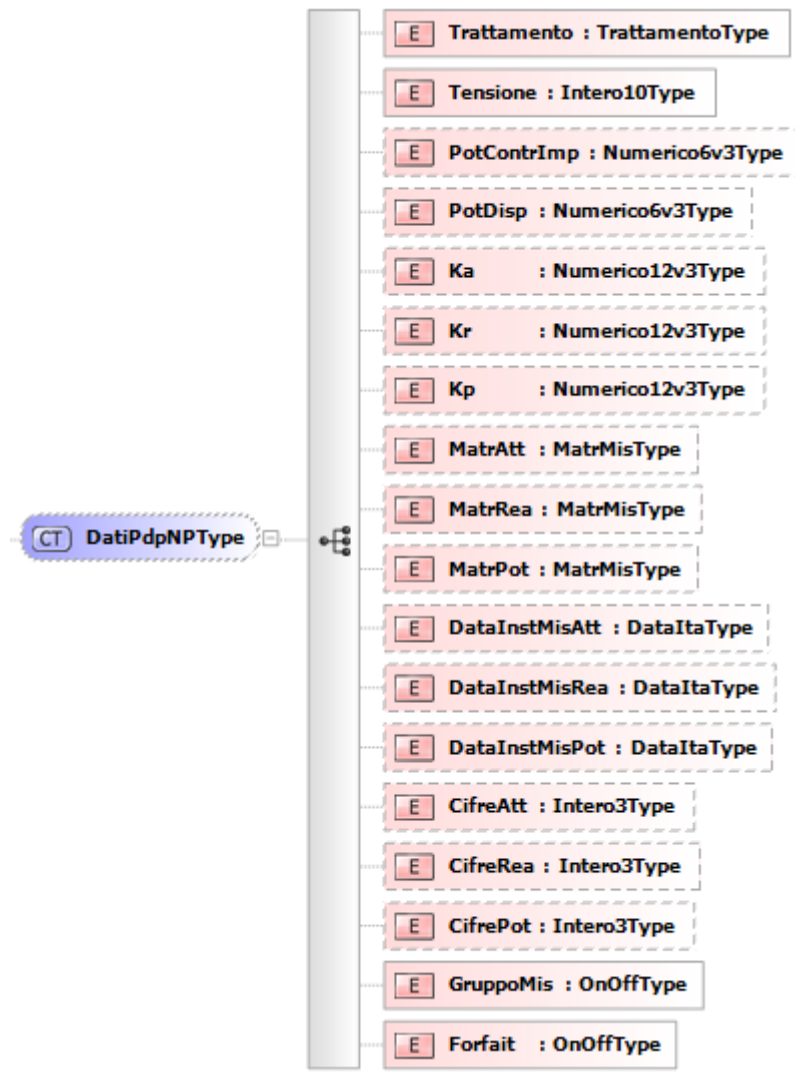 E Trattamento : TrattamentoType
E Tensione : Intero10Type
E PotContrImp : Numerico6v3Type
E PotDisp : Numerico6v3Type
E Ka : Numerico12v3Type
E Kr : Numerico12v3Type
E Kp : Numerico12v3Type
E MatrAtt : MatrMisType
E MatrRea : MatrMisType
CT DatiPdpNPType
E MatrPot : MatrMisType
E DataInstMisAtt : DataItaType
E DataInstMisRea : DataItaType
E DataInstMisPot : DataItaType
E CifreAtt : Intero3Type
E CifreRea : Intero3Type
E CifrePot : Intero3Type
E GruppoMis : OnOffType
E Forfait : OnOffType